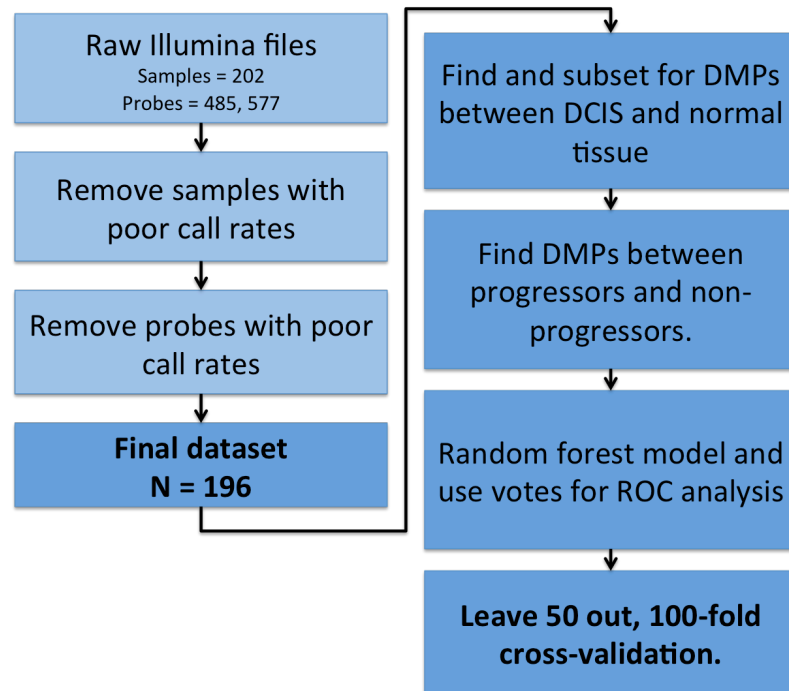 Raw Illumina files
Samples = 202
Probes = 485, 577
Remove samples with
poor call rates
Remove probes with poor
call rates
Final dataset
N = 196
Find and subset for DMPs
between DCIS and normal
tissue
Find DMPs between
progressors and non-
progressors.
Random forest model and
use votes for ROC analysis
Leave 50 out, 100-fold
cross-validation.